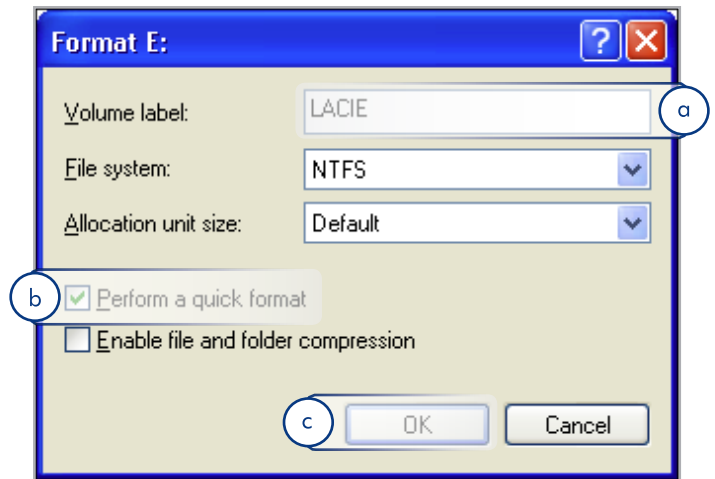 Format E:
Volume label: LACIE a
File system: NTFS
Allocation unit size: Default
b Perform a quick format
Enable file and folder compression
c OK Cancel